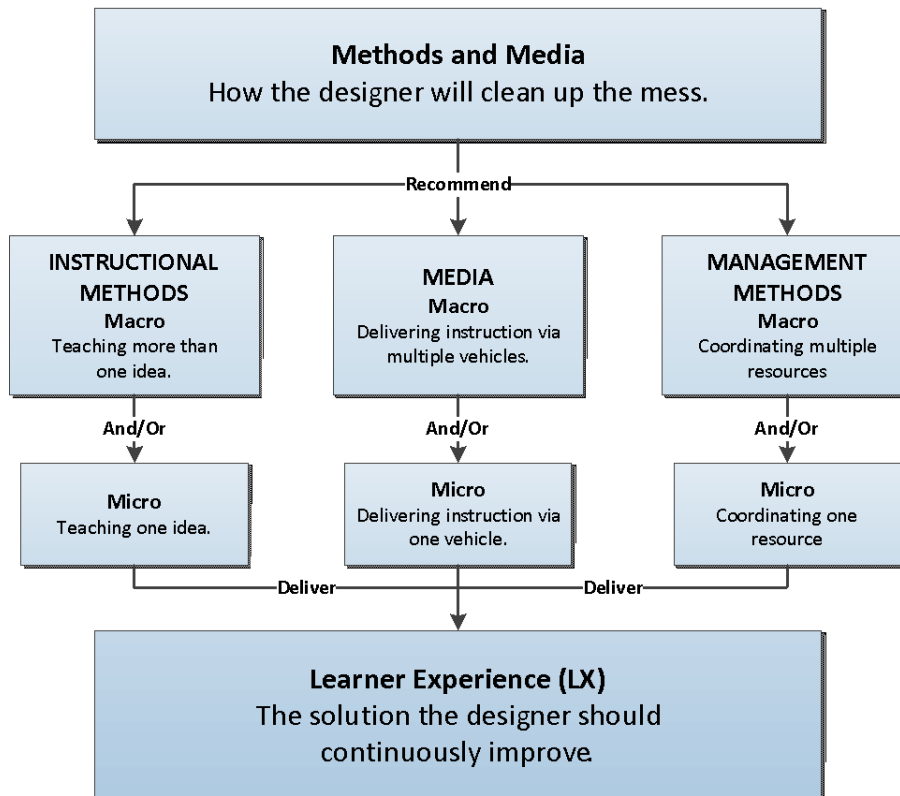 Methods and Media
How the designer will clean up the mess.
Recommend
INSTRUCTIONAL
METHODS
Macro
Teaching more than
one idea.
MEDIA
Macro
Delivering instruction via
multiple vehicles.
MANAGEMENT
METHODS
Macro
Coordinating multiple
resources
And/Or
And/Or
And/Or
Micro
Teaching one idea.
Micro
Delivering instruction via
one vehicle.
Micro
Coordinating one
resource
Deliver
Deliver
Learner Experience (LX)
The solution the designer should
continuously improve.